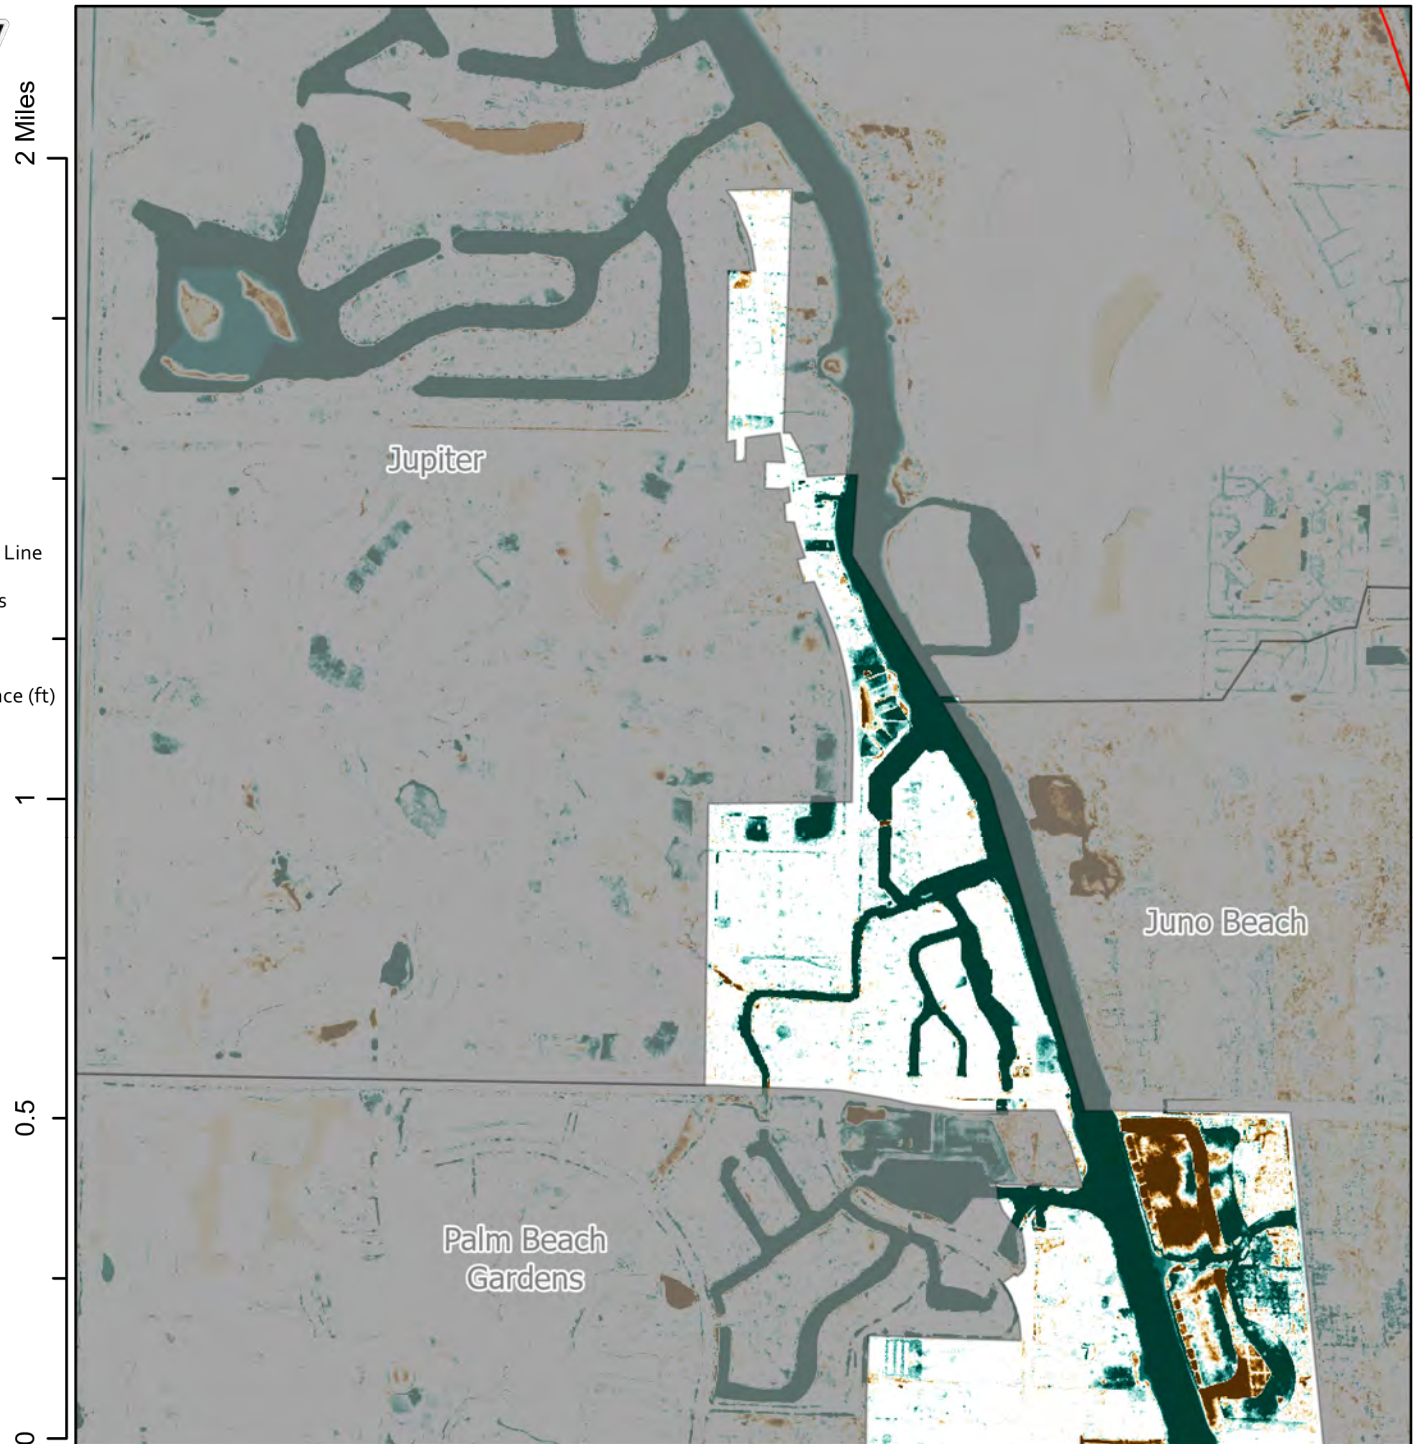 2 Miles
Line
s
ce (ft)
1
0.5
0
Jupiter
Juno Beach
Palm Beach
Gardens